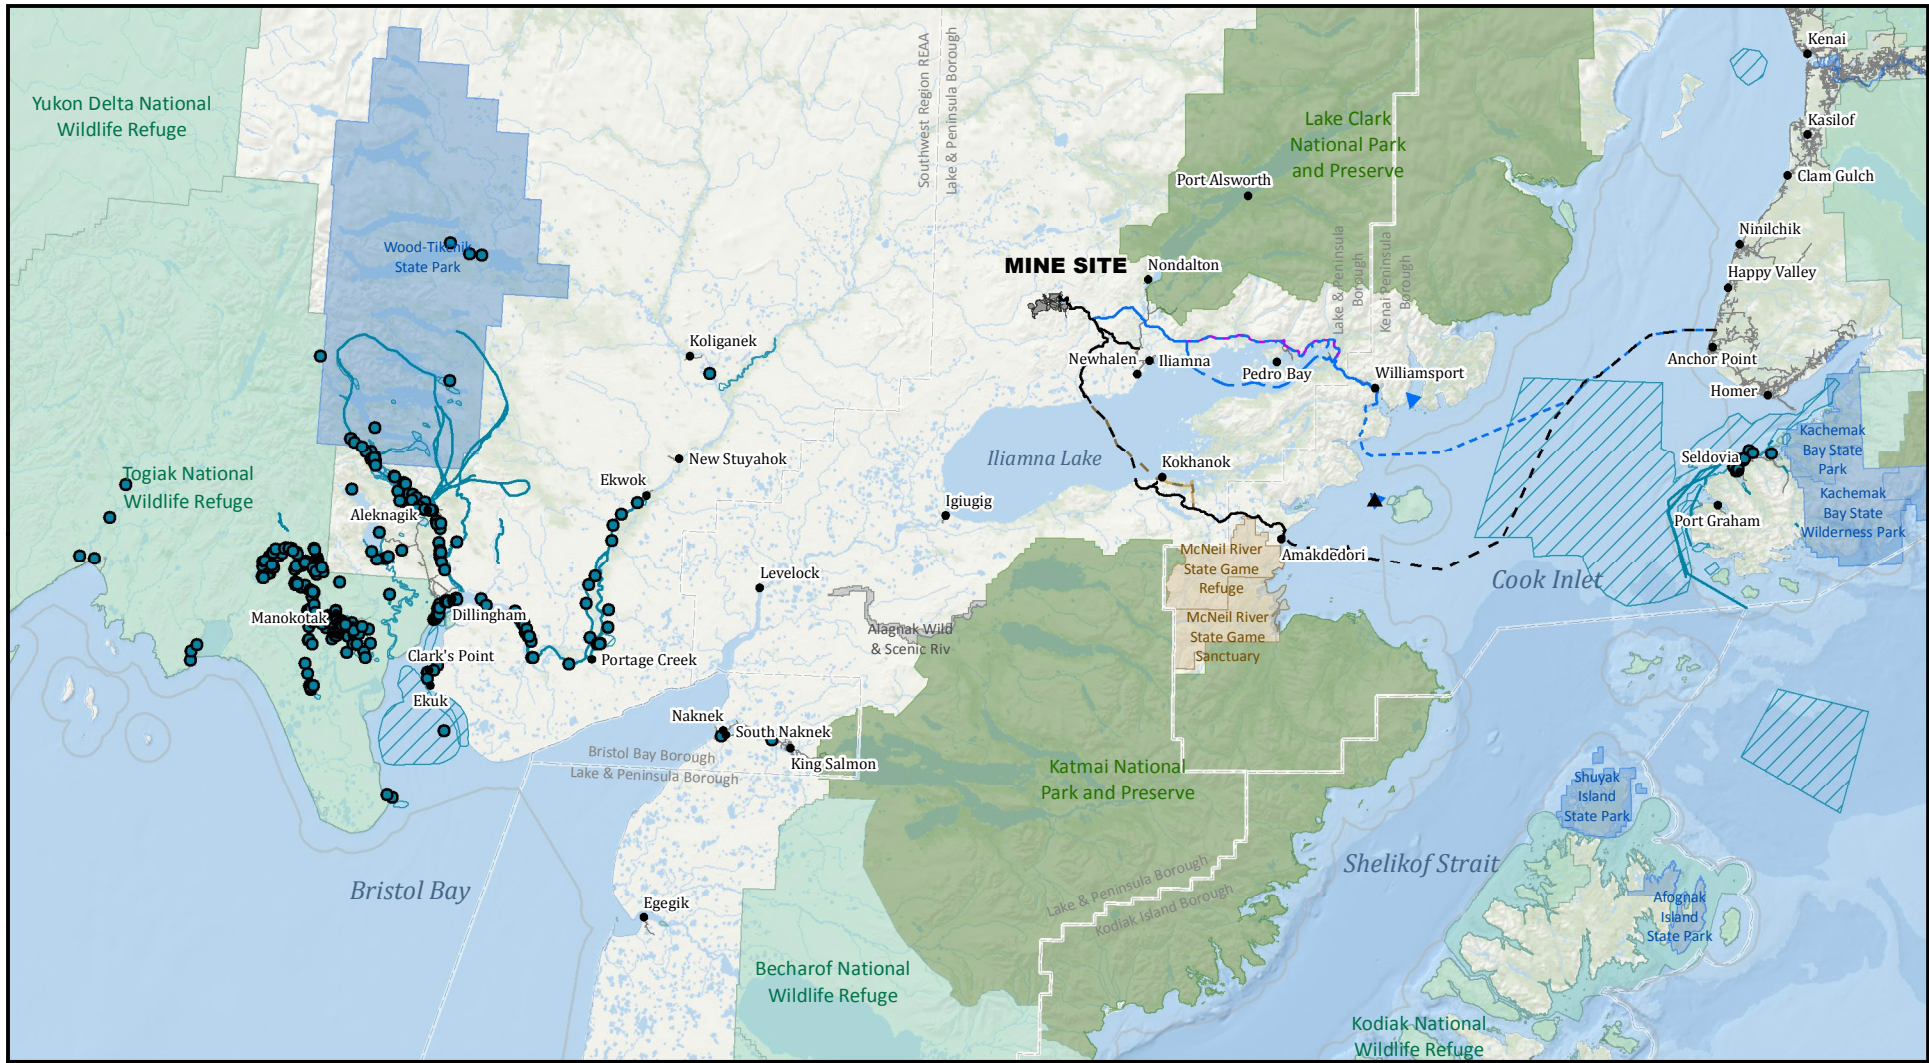 Kenai
Yukon Delta National
Wildlife Refuge
Southwest Region REAA
Lake & Peninsula Borough
Lake Clark
National Park
and Preserve
Kasilof
Port Alsworth
Clam Gulch
Ninilchik
Wood-Tikchik
State Park
MINE SITE
Nondalton
Lake & Peninsula
Borough
Kenai Peninsula
Borough
Happy Valley
Koliganek
Newhalen
Iliamna
Pedro Bay
Williamsport
Anchor Point
Homer
Kachemak
Bay State
Park
Togiak National
Wildlife Refuge
New Stuyahok
Iliamna Lake
Kokhanok
Seldovia
Ekwok
Igiugig
Kachemak
Bay State
Wilderness Park
Aleknagik
Port Graham
McNeil River
State Game
Refuge
Amakdedori
Cook Inlet
Levelock
Manokotak
Dillingham
McNeil River
State Game
Sanctuary
Alagnak Wild
& Scenic Riv
Clark's Point
Portage Creek
Ekuk
Naknek
South Naknek
King Salmon
Bristol Bay Borough
Lake & Peninsula Borough
Katmai National
Park and Preserve
Shuyak
Island
State Park
Shelikof Strait
Bristol Bay
Lake & Peninsula Borough
Kodiak Island Borough
Egegik
Afognak
Island
State Park
Becharof National
Wildlife Refuge
Kodiak National
Wildlife Refuge